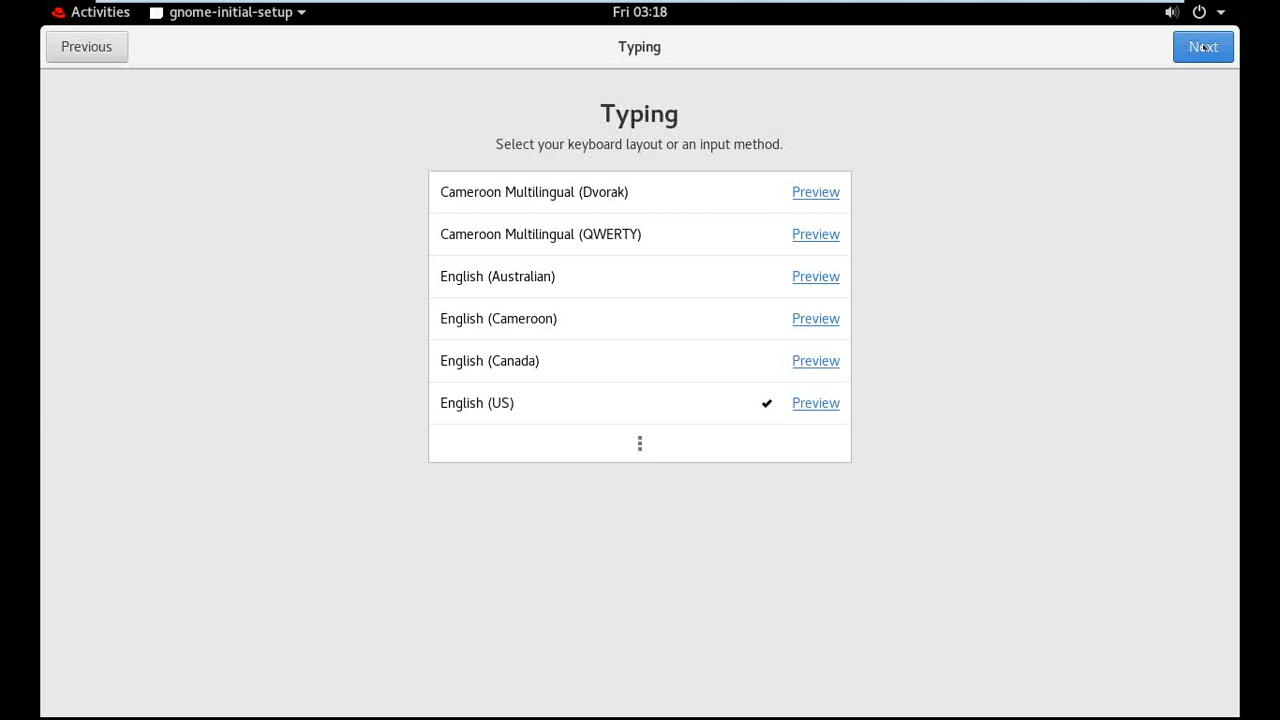 Activities gnome-initial-setup Fri 03:18
Previous Typing Next
Typing
Select your keyboard layout or an input method.
Cameroon Multilingual (Dvorak) Preview
Cameroon Multilingual (QWERTY) Preview
English (Australian) Preview
English (Cameroon) Preview
English (Canada) Preview
English (US) Preview